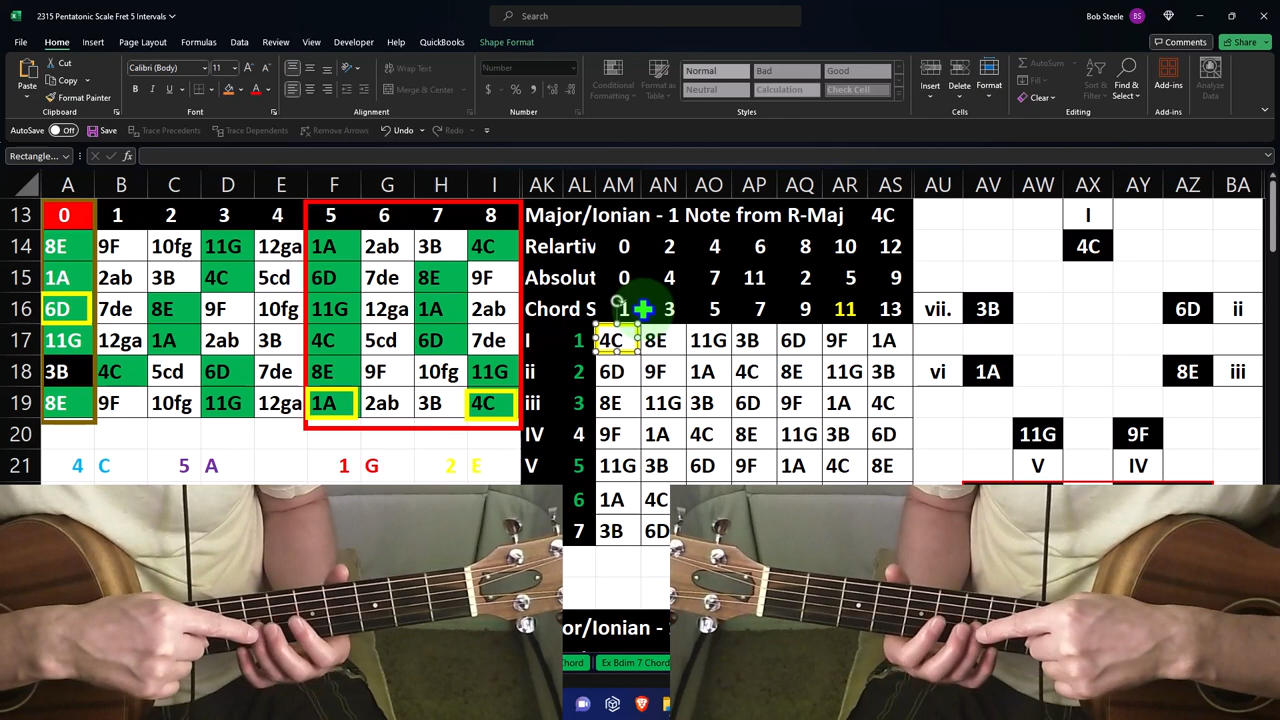 2315 Pentatonic Scale Fret 5 Intervals
Search
Bob Steele BS
File Home Insert Page Layout Formulas Data Review View Developer Help QuickBooks Shape Format Comments Share
Paste Cut Copy Format Painter Calibri (Body) 11 Wrap Text Merge & Center Number Conditional Formatting Format as Table Normal Bad Good Neutral Calculation Check Cell Insert Delete Format AutoSum Fill Clear Sort & Filter Find & Select Add-ins Analyze Data
Clipboard Font Alignment Number Styles Cells Editing Add-ins
AutoSave Off Save Trace Precedents Trace Dependents Remove Arrows Undo Redo
Rectangle... fx
A B C D E F G H I AK AL AM AN AO AP AQ AR AS AU AV AW AX AY AZ BA
13 0 1 2 3 4 5 6 7 8 Major/Ionian - 1 Note from R-Maj 4C I
14 8E 9F 10fg 11G 12ga 1A 2ab 3B 4C Relartiv 0 2 4 6 8 10 12 4C
15 1A 2ab 3B 4C 5cd 6D 7de 8E 9F Absolut 0 4 7 11 2 5 9
16 6D 7de 8E 9F 10fg 11G 12ga 1A 2ab Chord S 1 3 5 7 9 11 13 vii. 3B 6D ii
17 11G 12ga 1A 2ab 3B 4C 5cd 6D 7de I 1 4C 8E 11G 3B 6D 9F 1A
18 3B 4C 5cd 6D 7de 8E 9F 10fg 11G ii 2 6D 9F 1A 4C 8E 11G 3B vi 1A 8E iii
19 8E 9F 10fg 11G 12ga 1A 2ab 3B 4C iii 3 8E 11G 3B 6D 9F 1A 4C
20 IV 4 9F 1A 4C 8E 11G 3B 6D 11G 9F
21 4 C 5 A 1 G 2 E V 5 11G 3B 6D 9F 1A 4C 8E V IV
6 1A 4C
7 3B 6D
or/Ionian -
Chord Ex Bdim 7 Chord